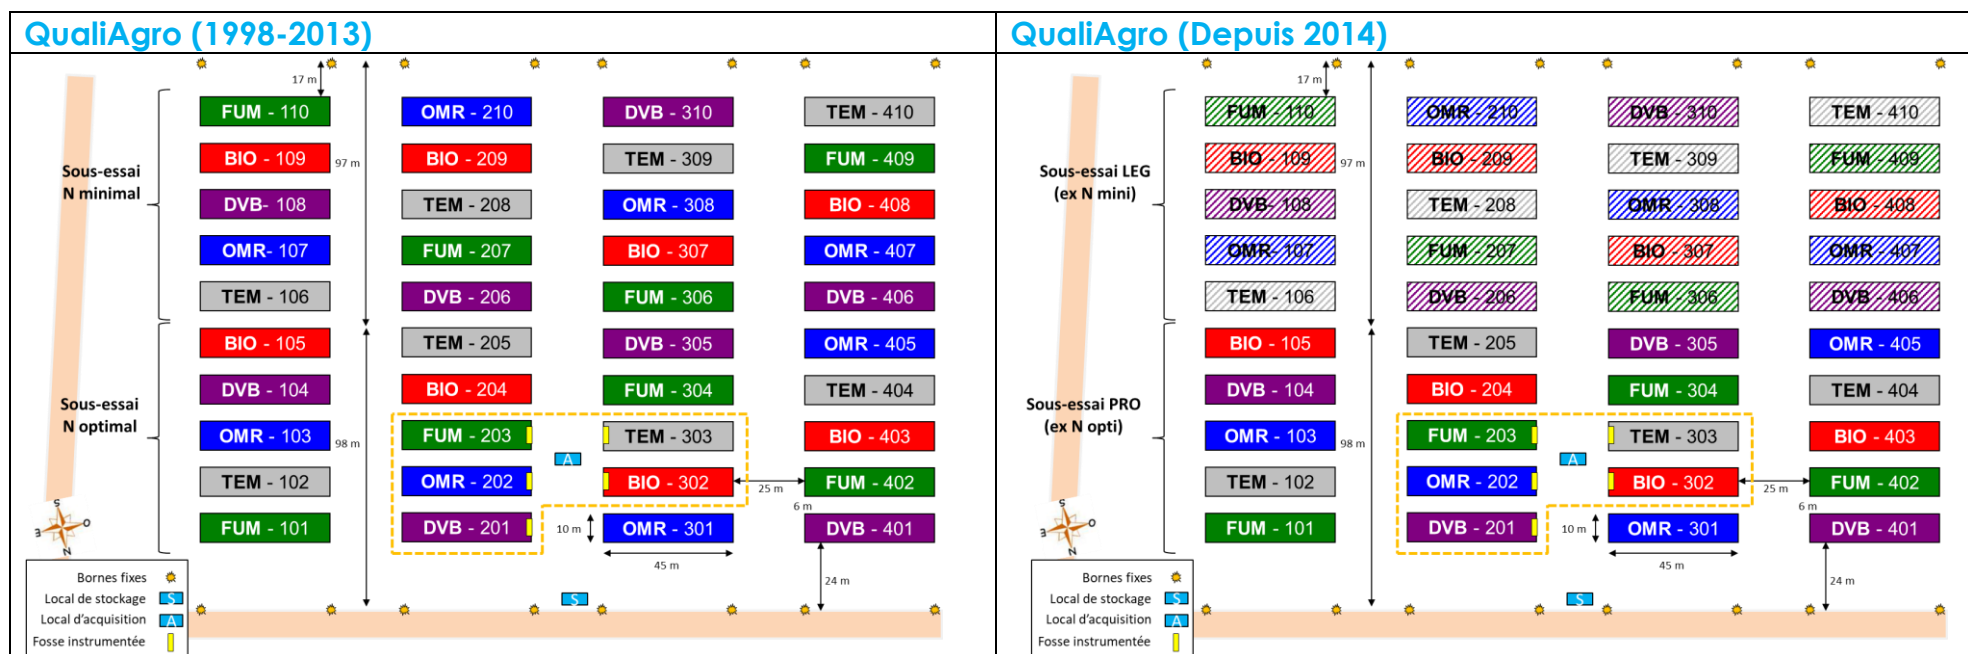 QualiAgro (1998-2013)
17 m
FUM - 110
OMR - 210
DVB - 310
TEM - 410
BIO - 109
97 m
BIO - 209
TEM - 309
FUM - 409
Sous-essai
N minimal
DVB- 108
TEM - 208
OMR - 308
BIO - 408
OMR- 107
FUM - 207
BIO - 307
OMR - 407
TEM - 106
DVB - 206
FUM - 306
DVB - 406
BIO - 105
TEM - 205
DVB - 305
OMR - 405
DVB - 104
BIO - 204
FUM - 304
TEM - 404
Sous-essai
N optimal
OMR - 103
98 m
FUM - 203
A
TEM - 303
BIO - 403
TEM - 102
OMR - 202
BIO - 302
25 m
FUM - 402
6 m
FUM - 101
DVB - 201
10 m
OMR - 301
DVB - 401
45 m
24 m
S
E
O
N
Bornes fixes
Local de stockage S
Local d'acquisition A
Fosse instrumentée
S
QualiAgro (Depuis 2014)
17 m
FUM - 110
OMR - 210
DVB - 310
TEM - 410
BIO - 109
97 m
BIO - 209
TEM - 309
FUM - 409
Sous-essai LEG
(ex N mini)
DVB- 108
TEM - 208
OMR - 308
BIO - 408
OMR- 107
FUM - 207
BIO - 307
OMR - 407
TEM - 106
DVB - 206
FUM - 306
DVB - 406
BIO - 105
TEM - 205
DVB - 305
OMR - 405
DVB - 104
BIO - 204
FUM - 304
TEM - 404
Sous-essai PRO
(ex N opti)
OMR - 103
98 m
FUM - 203
A
TEM - 303
BIO - 403
TEM - 102
OMR - 202
BIO - 302
25 m
FUM - 402
6 m
FUM - 101
DVB - 201
10 m
OMR - 301
DVB - 401
45 m
24 m
S
E
O
N
Bornes fixes
Local de stockage S
Local d'acquisition A
Fosse instrumentée
S